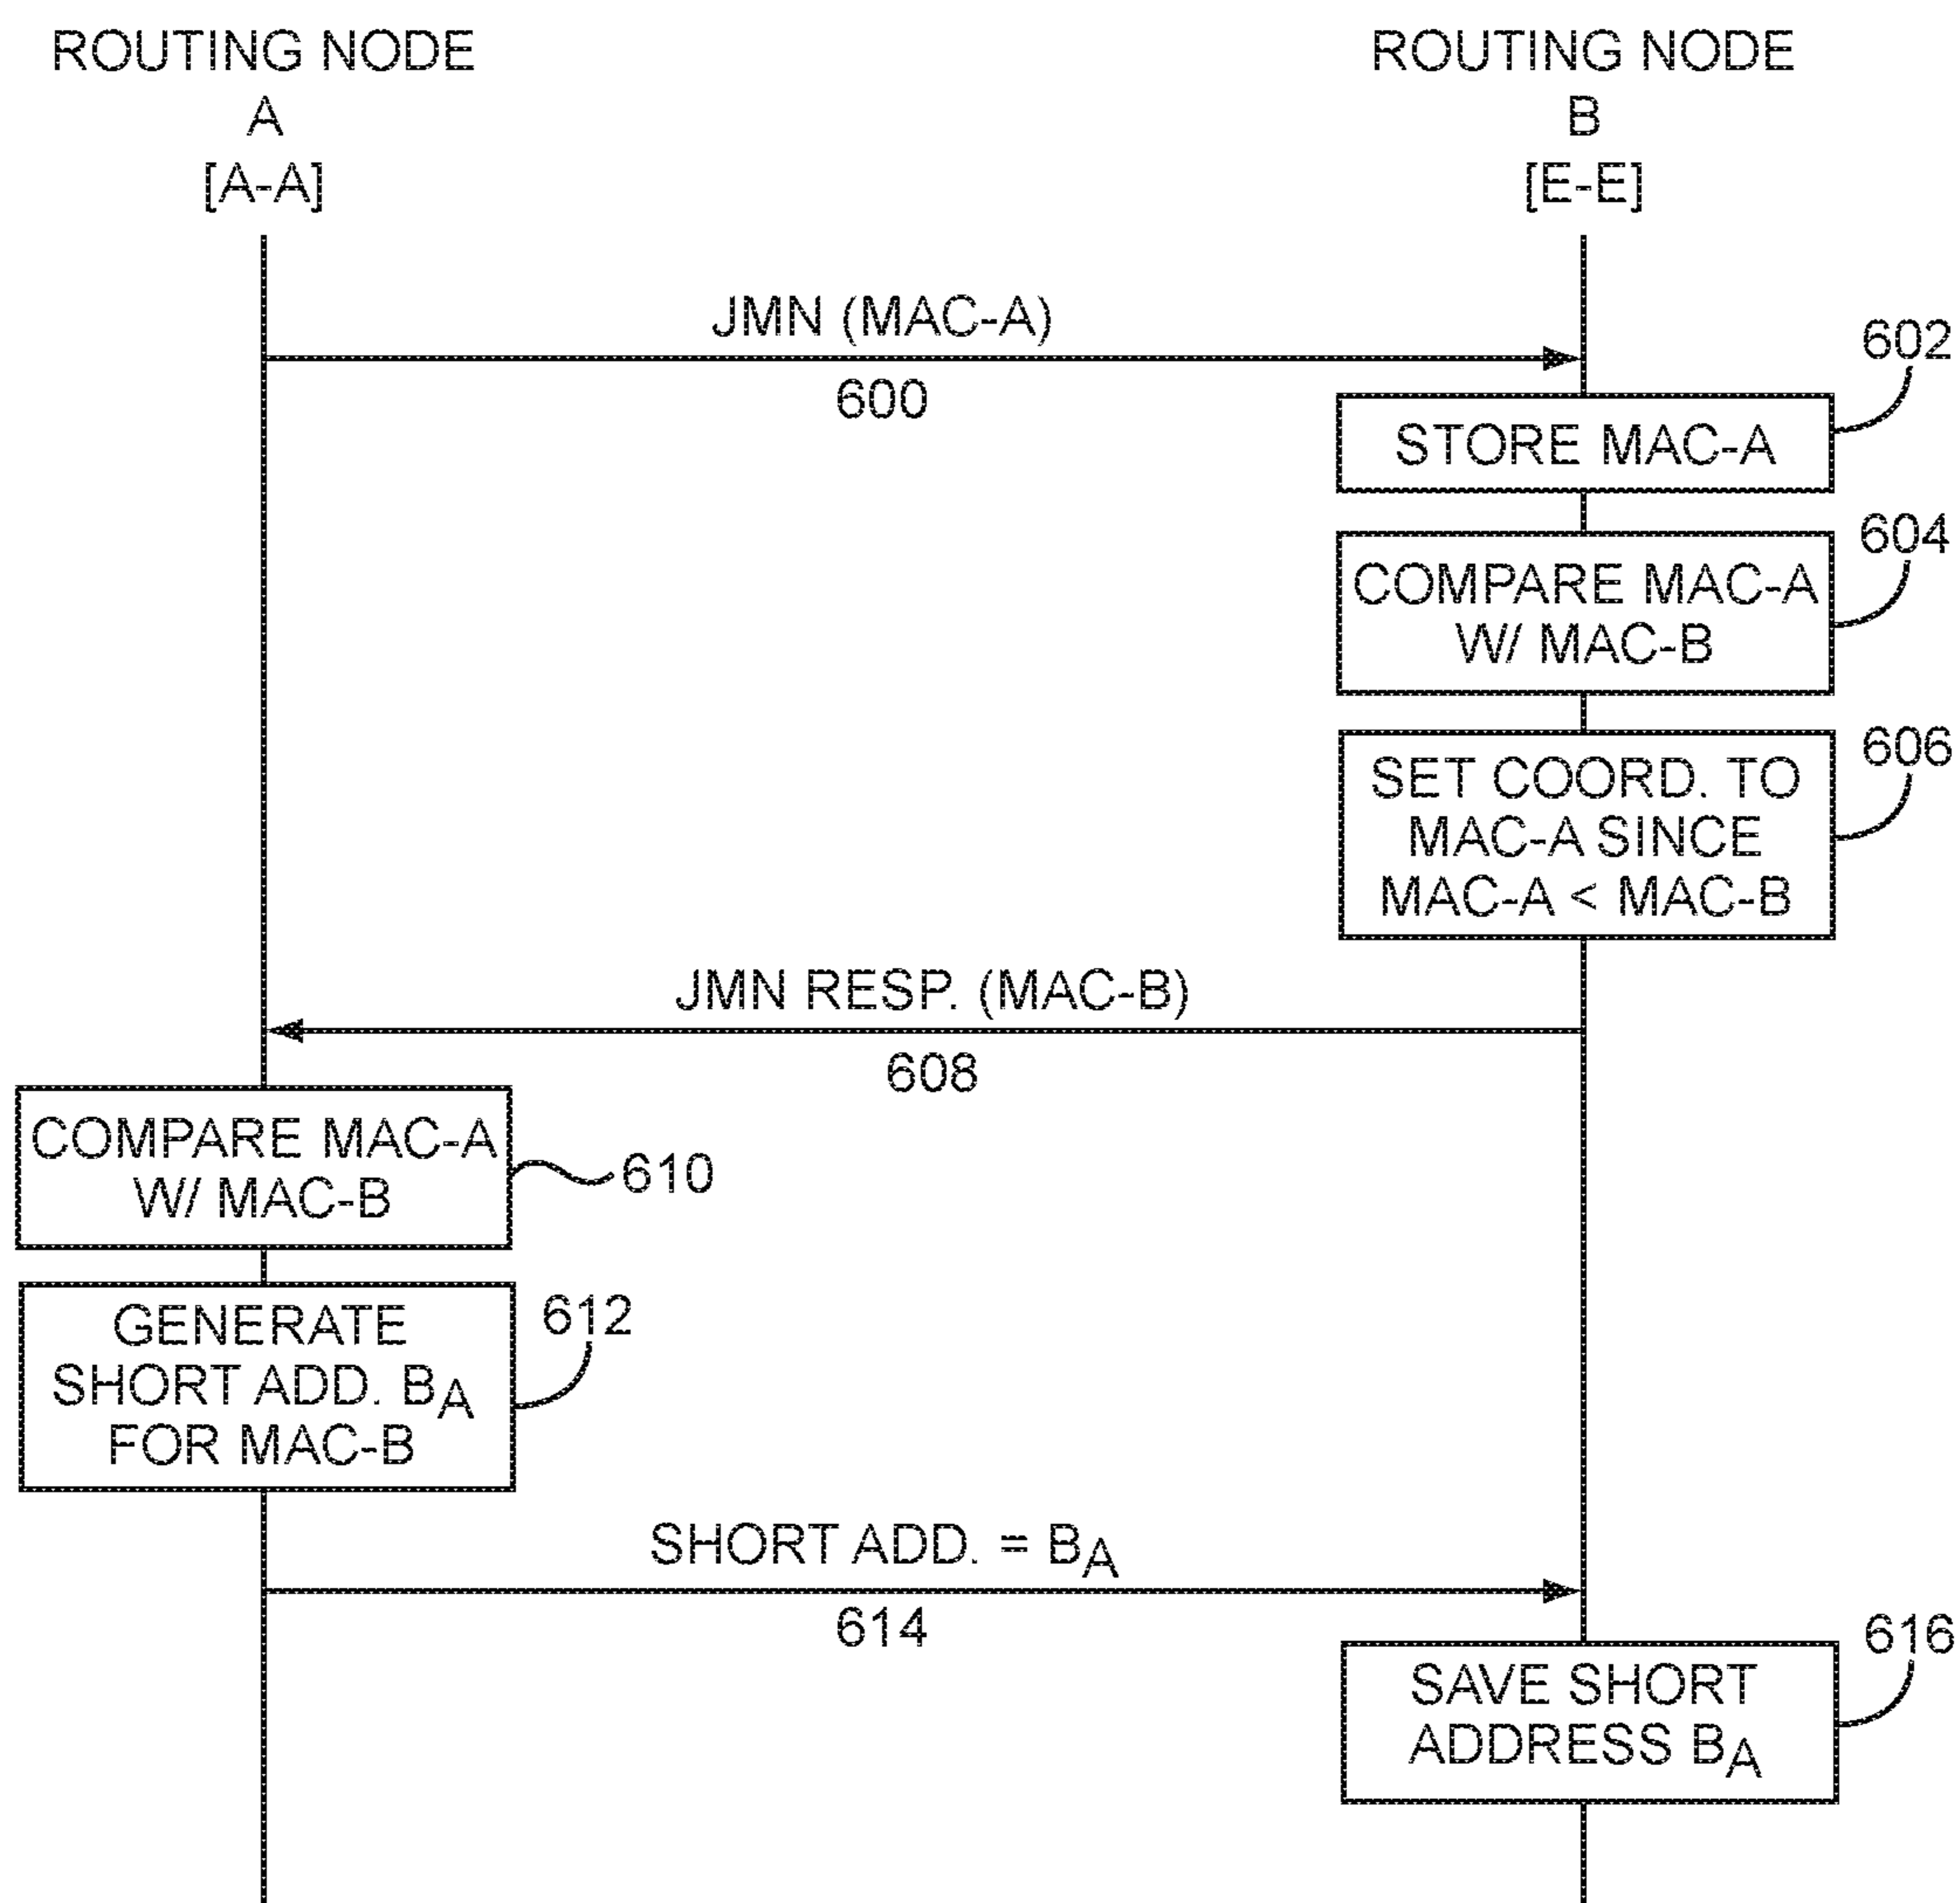 ROUTING NODE
A
[A-A]
ROUTING NODE
B
[E-E]
JMN (MAC-A)
600
602
STORE MAC-A
604
COMPARE MAC-A
W/ MAC-B
606
SET COORD. TO
MAC-A SINCE
MAC-A < MAC-B
JMN RESP. (MAC-B)
608
COMPARE MAC-A
W/ MAC-B
610
GENERATE
SHORT ADD. BA
FOR MAC-B
612
SHORT ADD. = BA
614
616
SAVE SHORT
ADDRESS BA